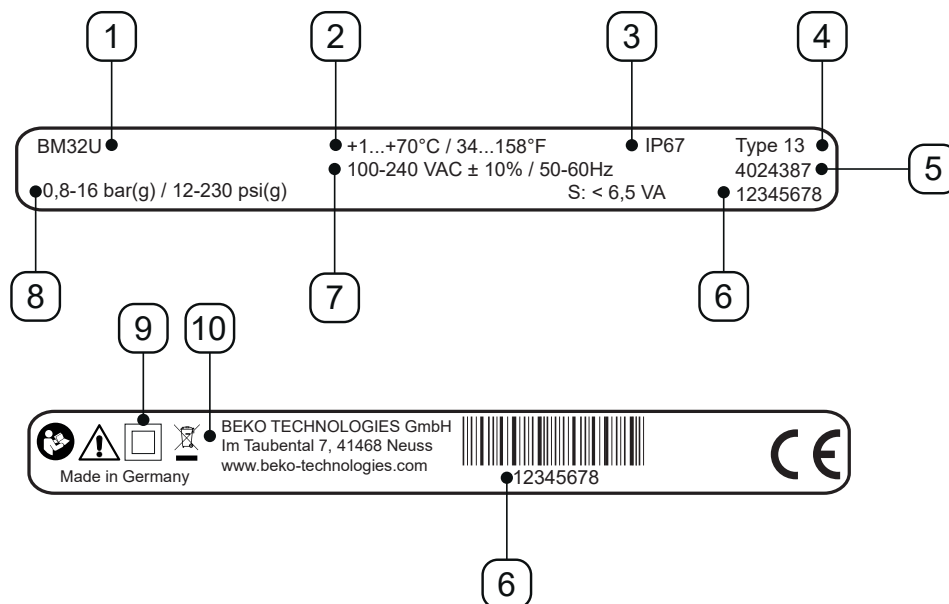 1 2 3 4
BM32U +1...+70°C / 34...158°F IP67 Type 13
100-240 VAC ± 10% / 50-60Hz 4024387 5
0,8-16 bar(g) / 12-230 psi(g) S: < 6,5 VA 12345678
8 7 6
9 10
BEKO TECHNOLOGIES GmbH
Im Taubental 7, 41468 Neuss
Made in Germany www.beko-technologies.com
12345678
CE
6